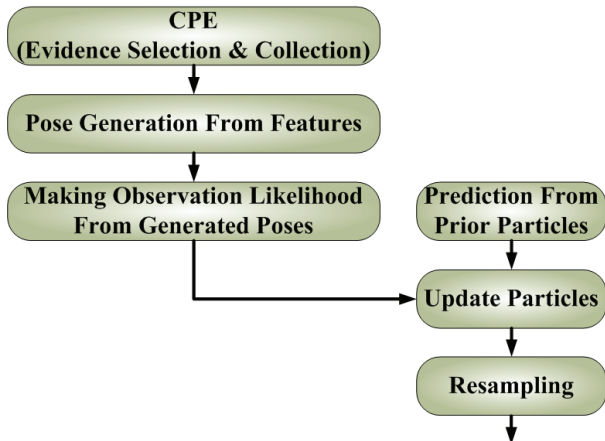 CPE
(Evidence Selection & Collection)
Pose Generation From Features
Making Observation Likelihood
From Generated Poses
Prediction From
Prior Particles
Update Particles
Resampling